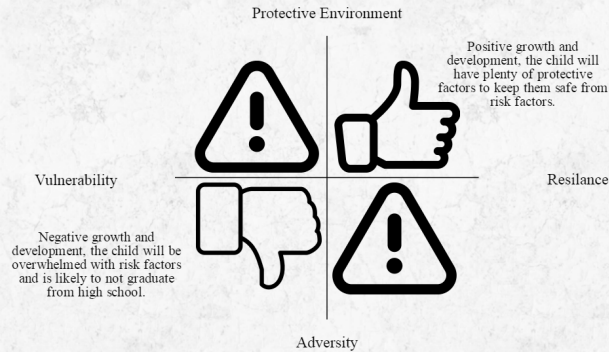 Protective Environment
Positive growth and
development, the child will
have plenty of protective
factors to keep them safe from
risk factors.
Vulnerability
Resilance
Negative growth and
development, the child will be
overwhelmed with risk factors
and is likely to not graduate
from high school.
Adversity